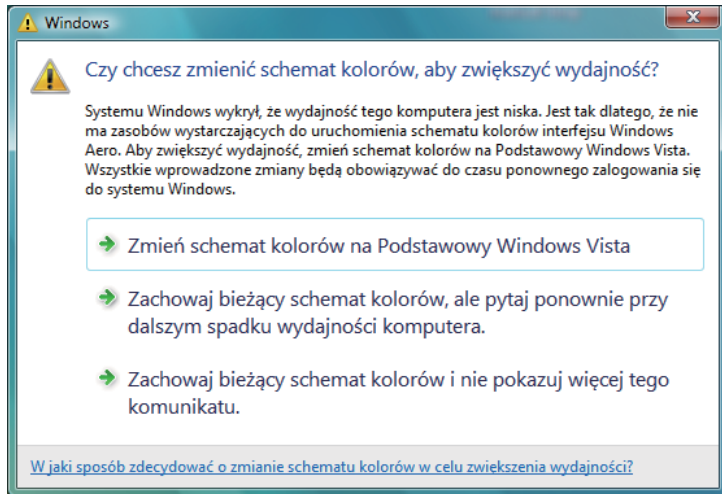 Windows
Czy chcesz zmienić schemat kolorów, aby zwiększyć wydajność?
Systemu Windows wykrył, że wydajność tego komputera jest niska. Jest tak dlatego, że nie
ma zasobów wystarczających do uruchomienia schematu kolorów interfejsu Windows
Aero. Aby zwiększyć wydajność, zmień schemat kolorów na Podstawowy Windows Vista.
Wszystkie wprowadzone zmiany będą obowiązywać do czasu ponownego zalogowania się
do systemu Windows.
Zmień schemat kolorów na Podstawowy Windows Vista
Zachowaj bieżący schemat kolorów, ale pytaj ponownie przy
dalszym spadku wydajności komputera.
Zachowaj bieżący schemat kolorów i nie pokazuj więcej tego
komunikatu.
W jaki sposób zdecydować o zmianie schematu kolorów w celu zwiększenia wydajności?